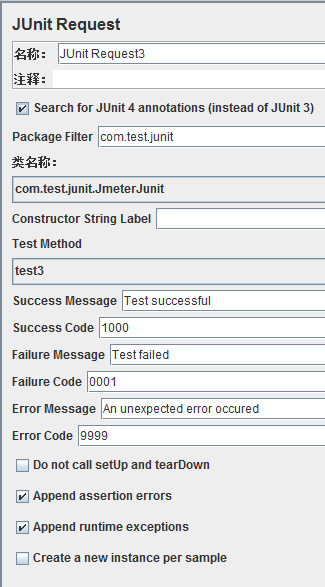 JUnit Request
名称： JUnit Request3
注释：
Search for JUnit 4 annotations (instead of JUnit 3)
Package Filter com.test.junit
类名称：
com.test.junit.JmeterJunit
Constructor String Label
Test Method
test3
Success Message Test successful
Success Code 1000
Failure Message Test failed
Failure Code 0001
Error Message An unexpected error occured
Error Code 9999
Do not call setUp and tearDown
Append assertion errors
Append runtime exceptions
Create a new instance per sample